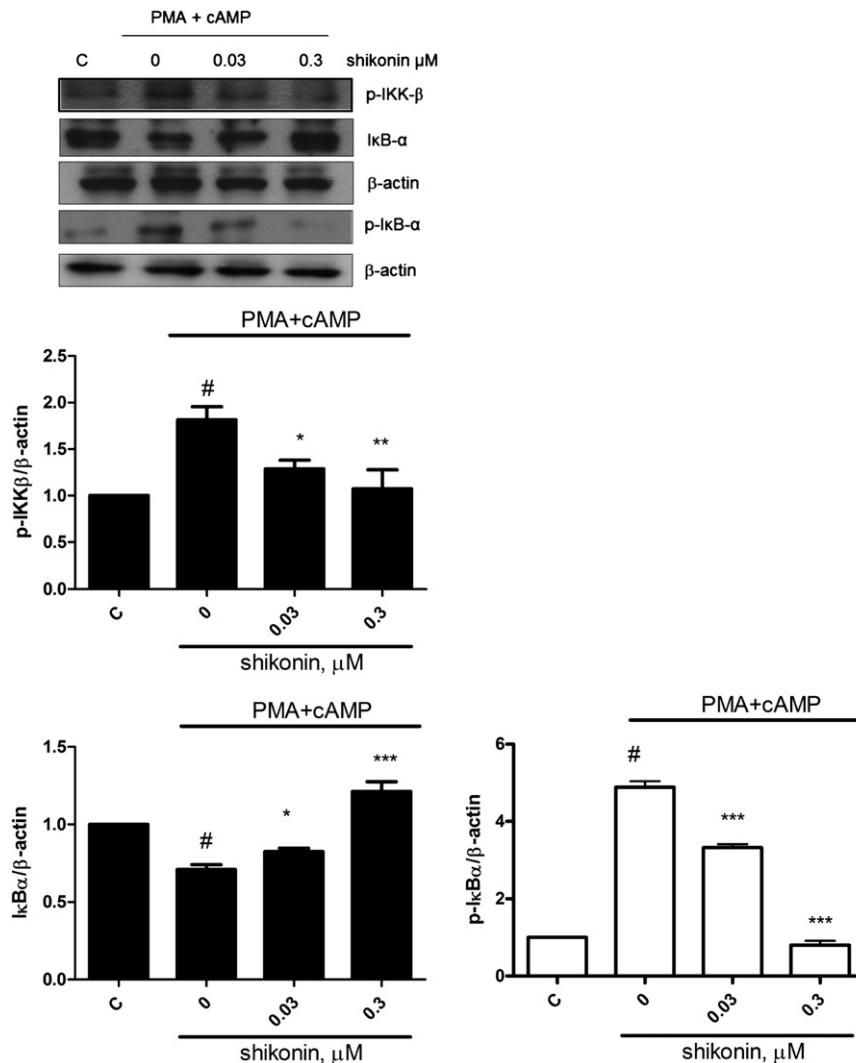 PMA + cAMP
C 0 0.03 0.3 shikonin µM
p-IKK-β
IκB-α
β-actin
p-IκB-α
β-actin
PMA+cAMP
p-IKKβ/β-actin
2.5
2.0
1.5
1.0
0.5
0.0
#
*
**
C 0 0.03 0.3
shikonin, µM
PMA+cAMP
IκBα/β-actin
1.5
1.0
0.5
0.0
#
*
***
C 0 0.03 0.3
shikonin, µM
PMA+cAMP
p-IκBα/β-actin
6
4
2
0
#
***
***
C 0 0.03 0.3
shikonin, µM